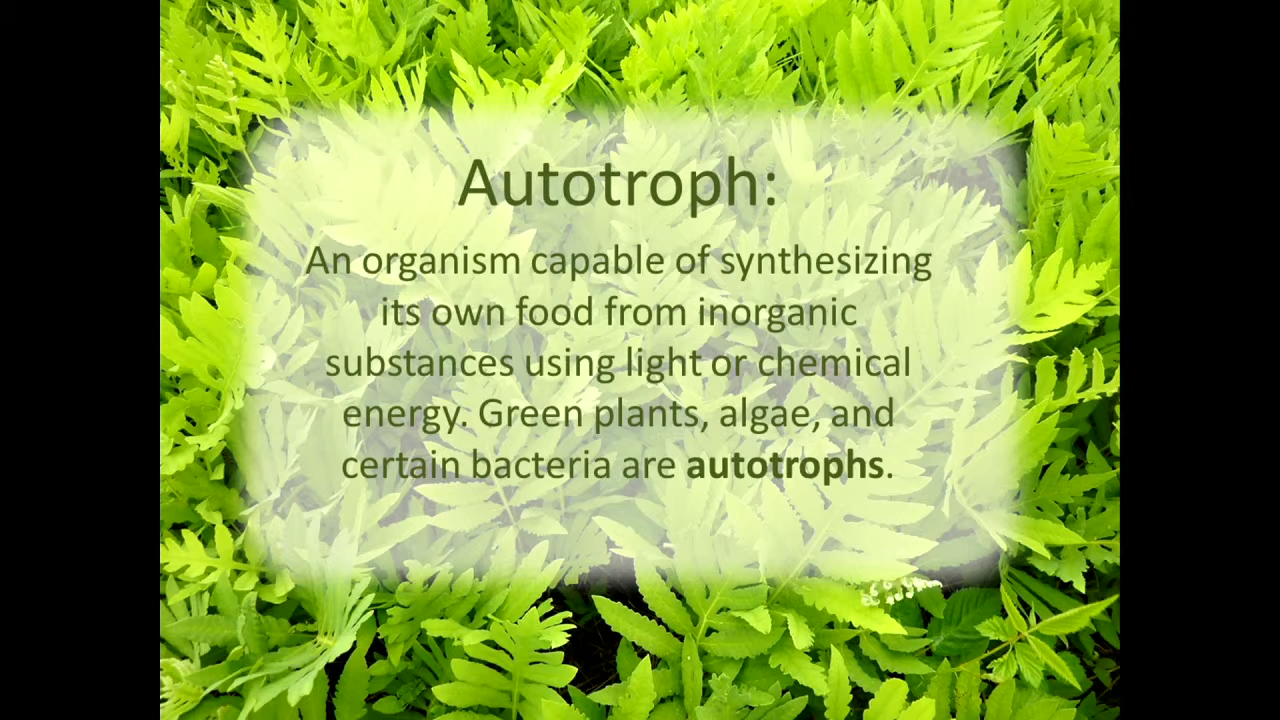 Autotroph:
An organism capable of synthesizing
its own food from inorganic
substances using light or chemical
energy. Green plants, algae, and
certain bacteria are autotrophs.